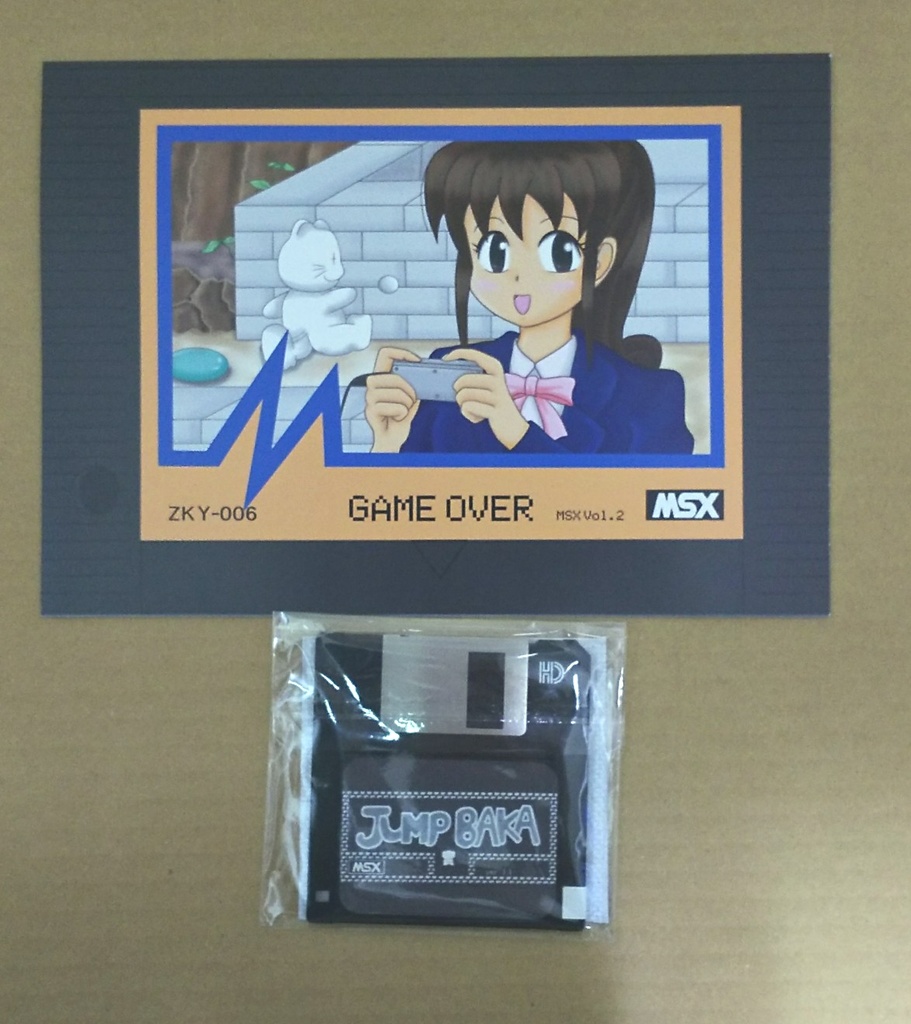 ZKY-006
GAME OVER
MSX Vol.2
MSX
HD
JUMP BAKA
MSX